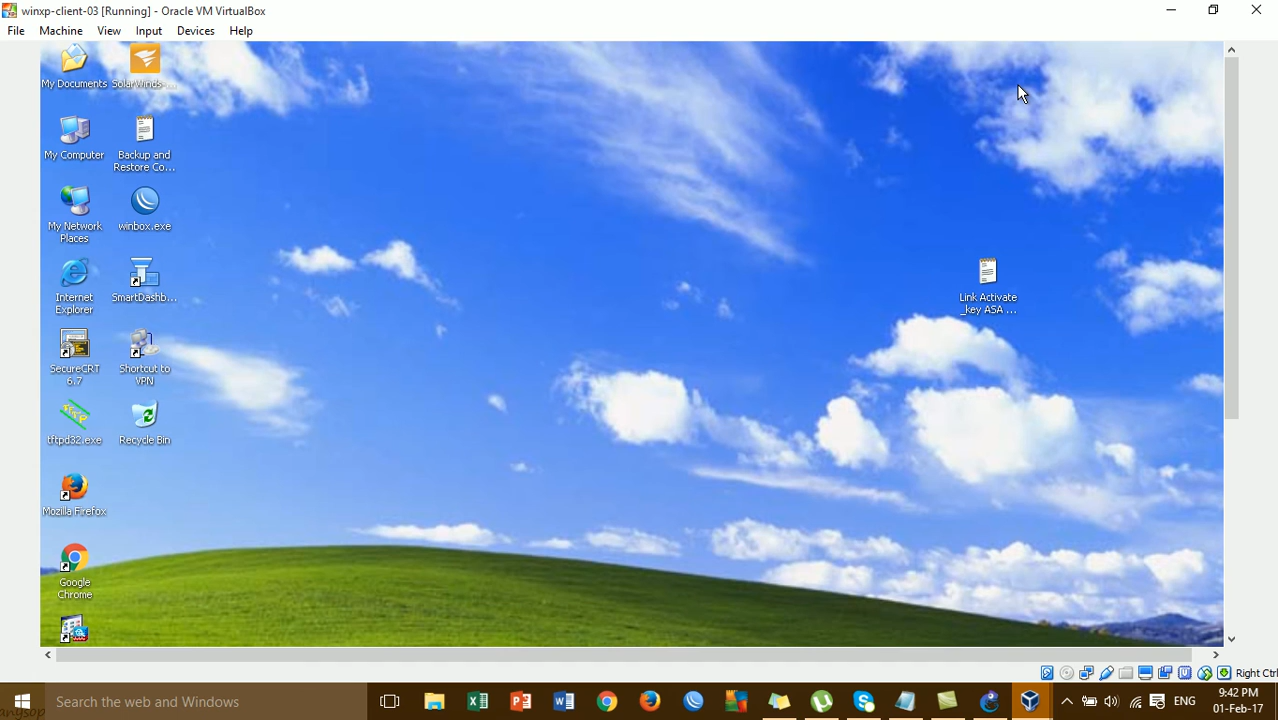 winxp-client-03 [Running] - Oracle VM VirtualBox
File Machine View Input Devices Help
My Documents SolarWinds-...
My Computer
Backup and
Restore Co...
My Network
Places
winbox.exe
Internet
Explorer
SmartDashb...
Link Activate
_key ASA ...
SecureCRT
6.7
Shortcut to
VPN
tftpd32.exe
Recycle Bin
Mozilla Firefox
Google
Chrome
Right Ctrl
Search the web and Windows
ENG
9:42 PM
01-Feb-17